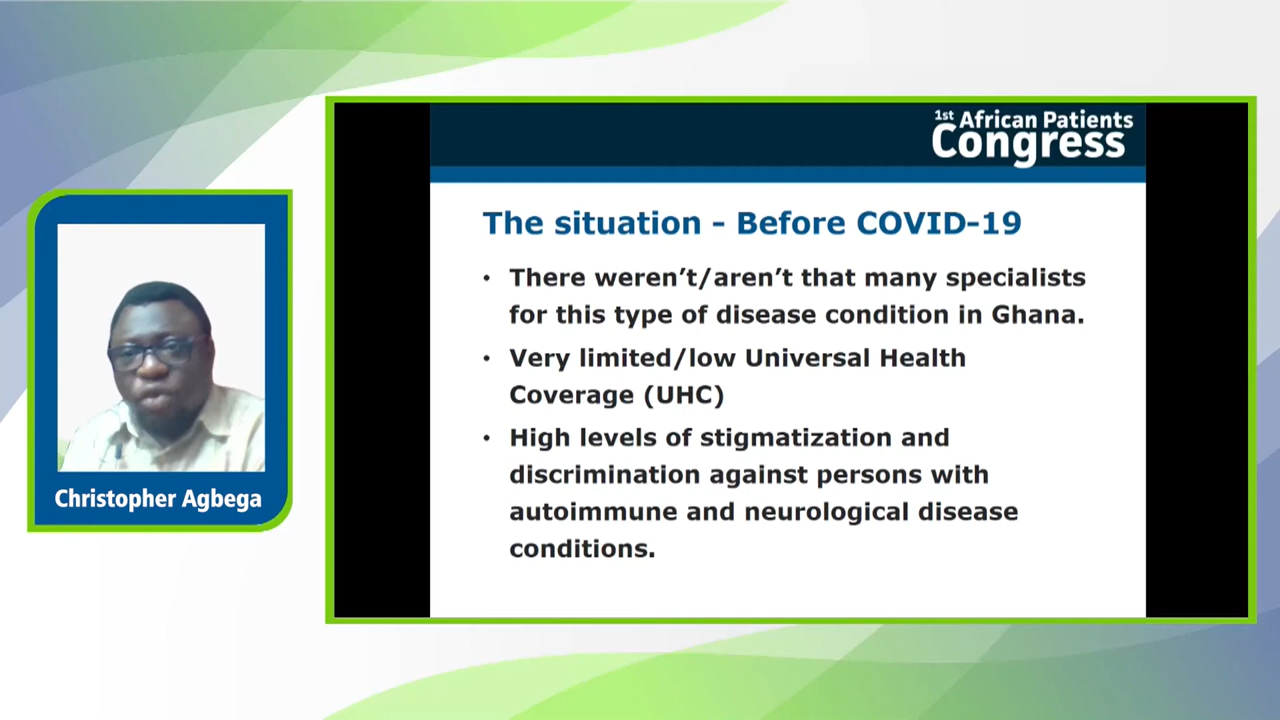 1st African Patients
Congress
The situation - Before COVID-19
• There weren’t/aren’t that many specialists
for this type of disease condition in Ghana.
• Very limited/low Universal Health
Coverage (UHC)
• High levels of stigmatization and
discrimination against persons with
autoimmune and neurological disease
conditions.
Christopher Agbega